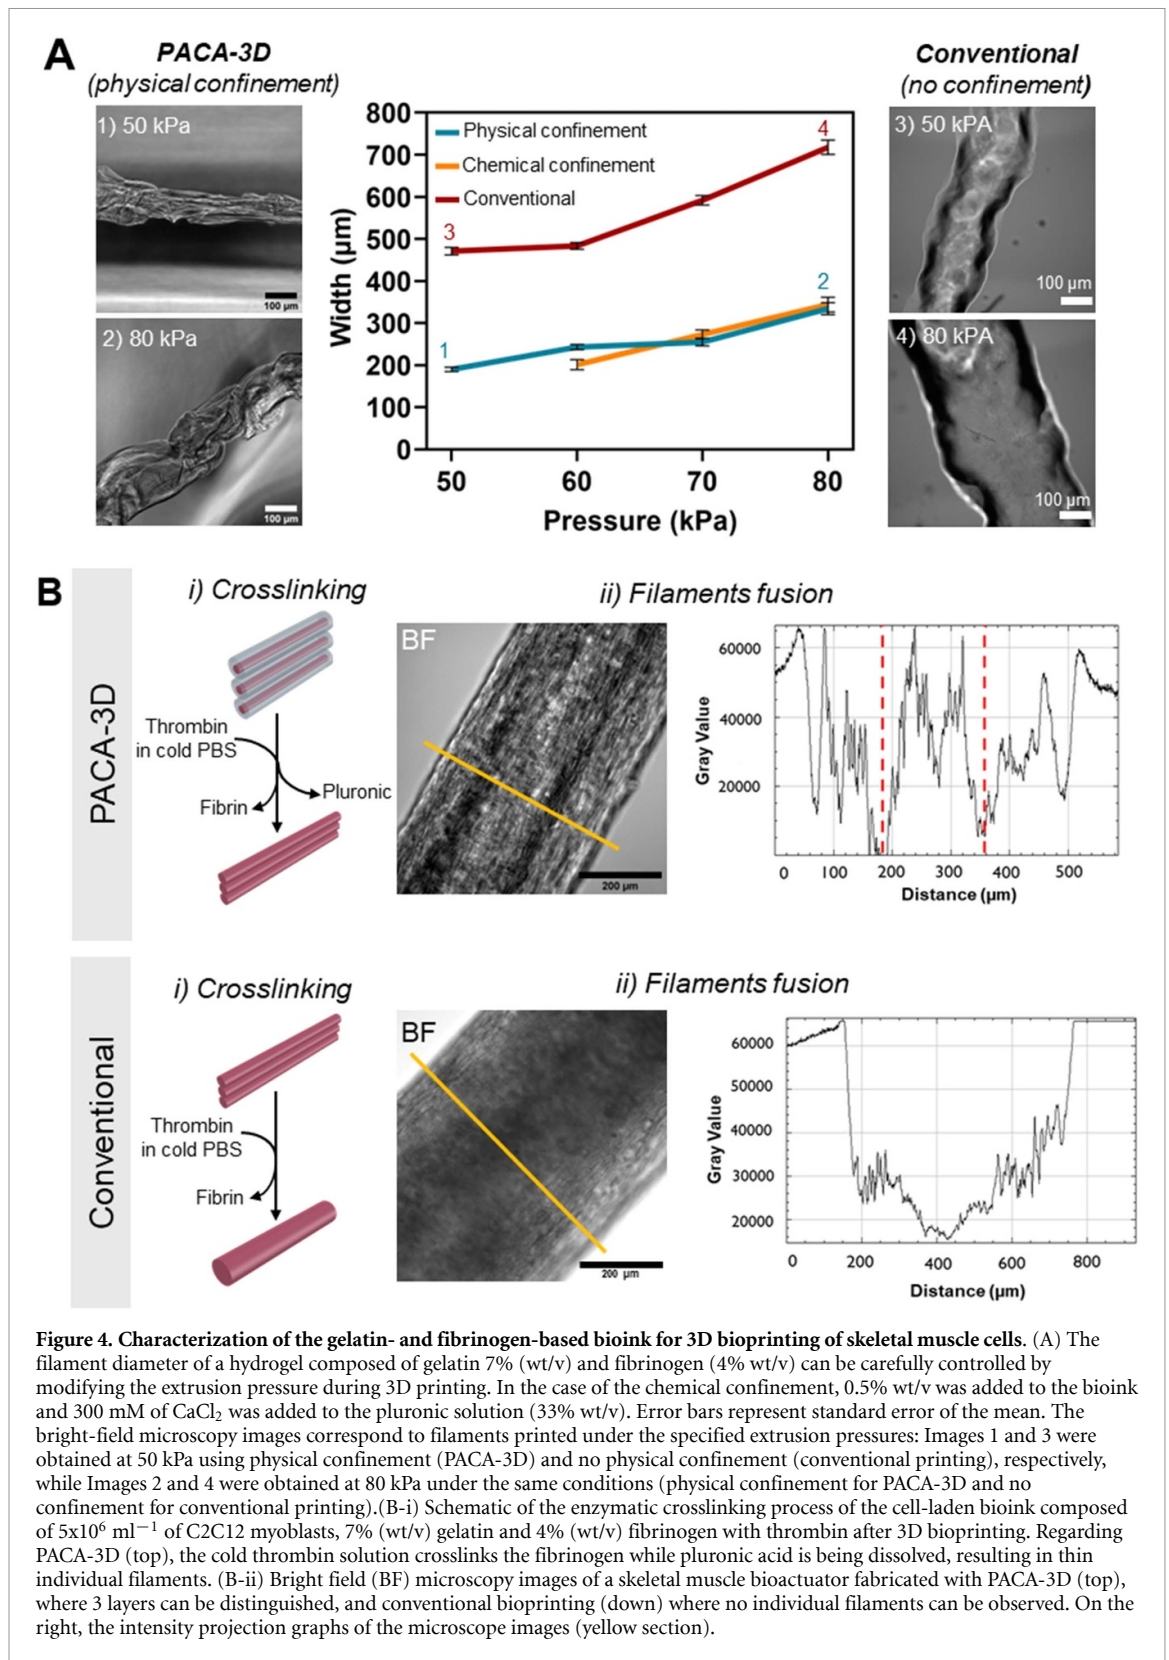 A
PACA-3D
(physical confinement)
1) 50 kPa
100 µm
2) 80 kPa
100 µm
Width (µm)
800
700
600
500
400
300
200
100
0
Physical confinement
Chemical confinement
Conventional
3
4
1
2
50
60
70
80
Pressure (kPa)
Conventional
(no confinement)
3) 50 kPA
100 µm
4) 80 kPA
100 µm
B
PACA-3D
i) Crosslinking
Thrombin
in cold PBS
Fibrin
Pluronic
ii) Filaments fusion
BF
200 µm
Gray Value
60000
40000
20000
0
100
200
300
400
500
Distance (µm)
Conventional
i) Crosslinking
Thrombin
in cold PBS
Fibrin
ii) Filaments fusion
BF
200 µm
Gray Value
60000
50000
40000
30000
20000
0
200
400
600
800
Distance (µm)
Figure 4. Characterization of the gelatin- and fibrinogen-based bioink for 3D bioprinting of skeletal muscle cells. (A) The
filament diameter of a hydrogel composed of gelatin 7% (wt/v) and fibrinogen (4% wt/v) can be carefully controlled by
modifying the extrusion pressure during 3D printing. In the case of the chemical confinement, 0.5% wt/v was added to the bioink
and 300 mM of CaCl₂ was added to the pluronic solution (33% wt/v). Error bars represent standard error of the mean. The
bright-field microscopy images correspond to filaments printed under the specified extrusion pressures: Images 1 and 3 were
obtained at 50 kPa using physical confinement (PACA-3D) and no physical confinement (conventional printing), respectively,
while Images 2 and 4 were obtained at 80 kPa under the same conditions (physical confinement for PACA-3D and no
confinement for conventional printing).(B-i) Schematic of the enzymatic crosslinking process of the cell-laden bioink composed
of 5x10⁶ ml⁻¹ of C2C12 myoblasts, 7% (wt/v) gelatin and 4% (wt/v) fibrinogen with thrombin after 3D bioprinting. Regarding
PACA-3D (top), the cold thrombin solution crosslinks the fibrinogen while pluronic acid is being dissolved, resulting in thin
individual filaments. (B-ii) Bright field (BF) microscopy images of a skeletal muscle bioactuator fabricated with PACA-3D (top),
where 3 layers can be distinguished, and conventional bioprinting (down) where no individual filaments can be observed. On the
right, the intensity projection graphs of the microscope images (yellow section).